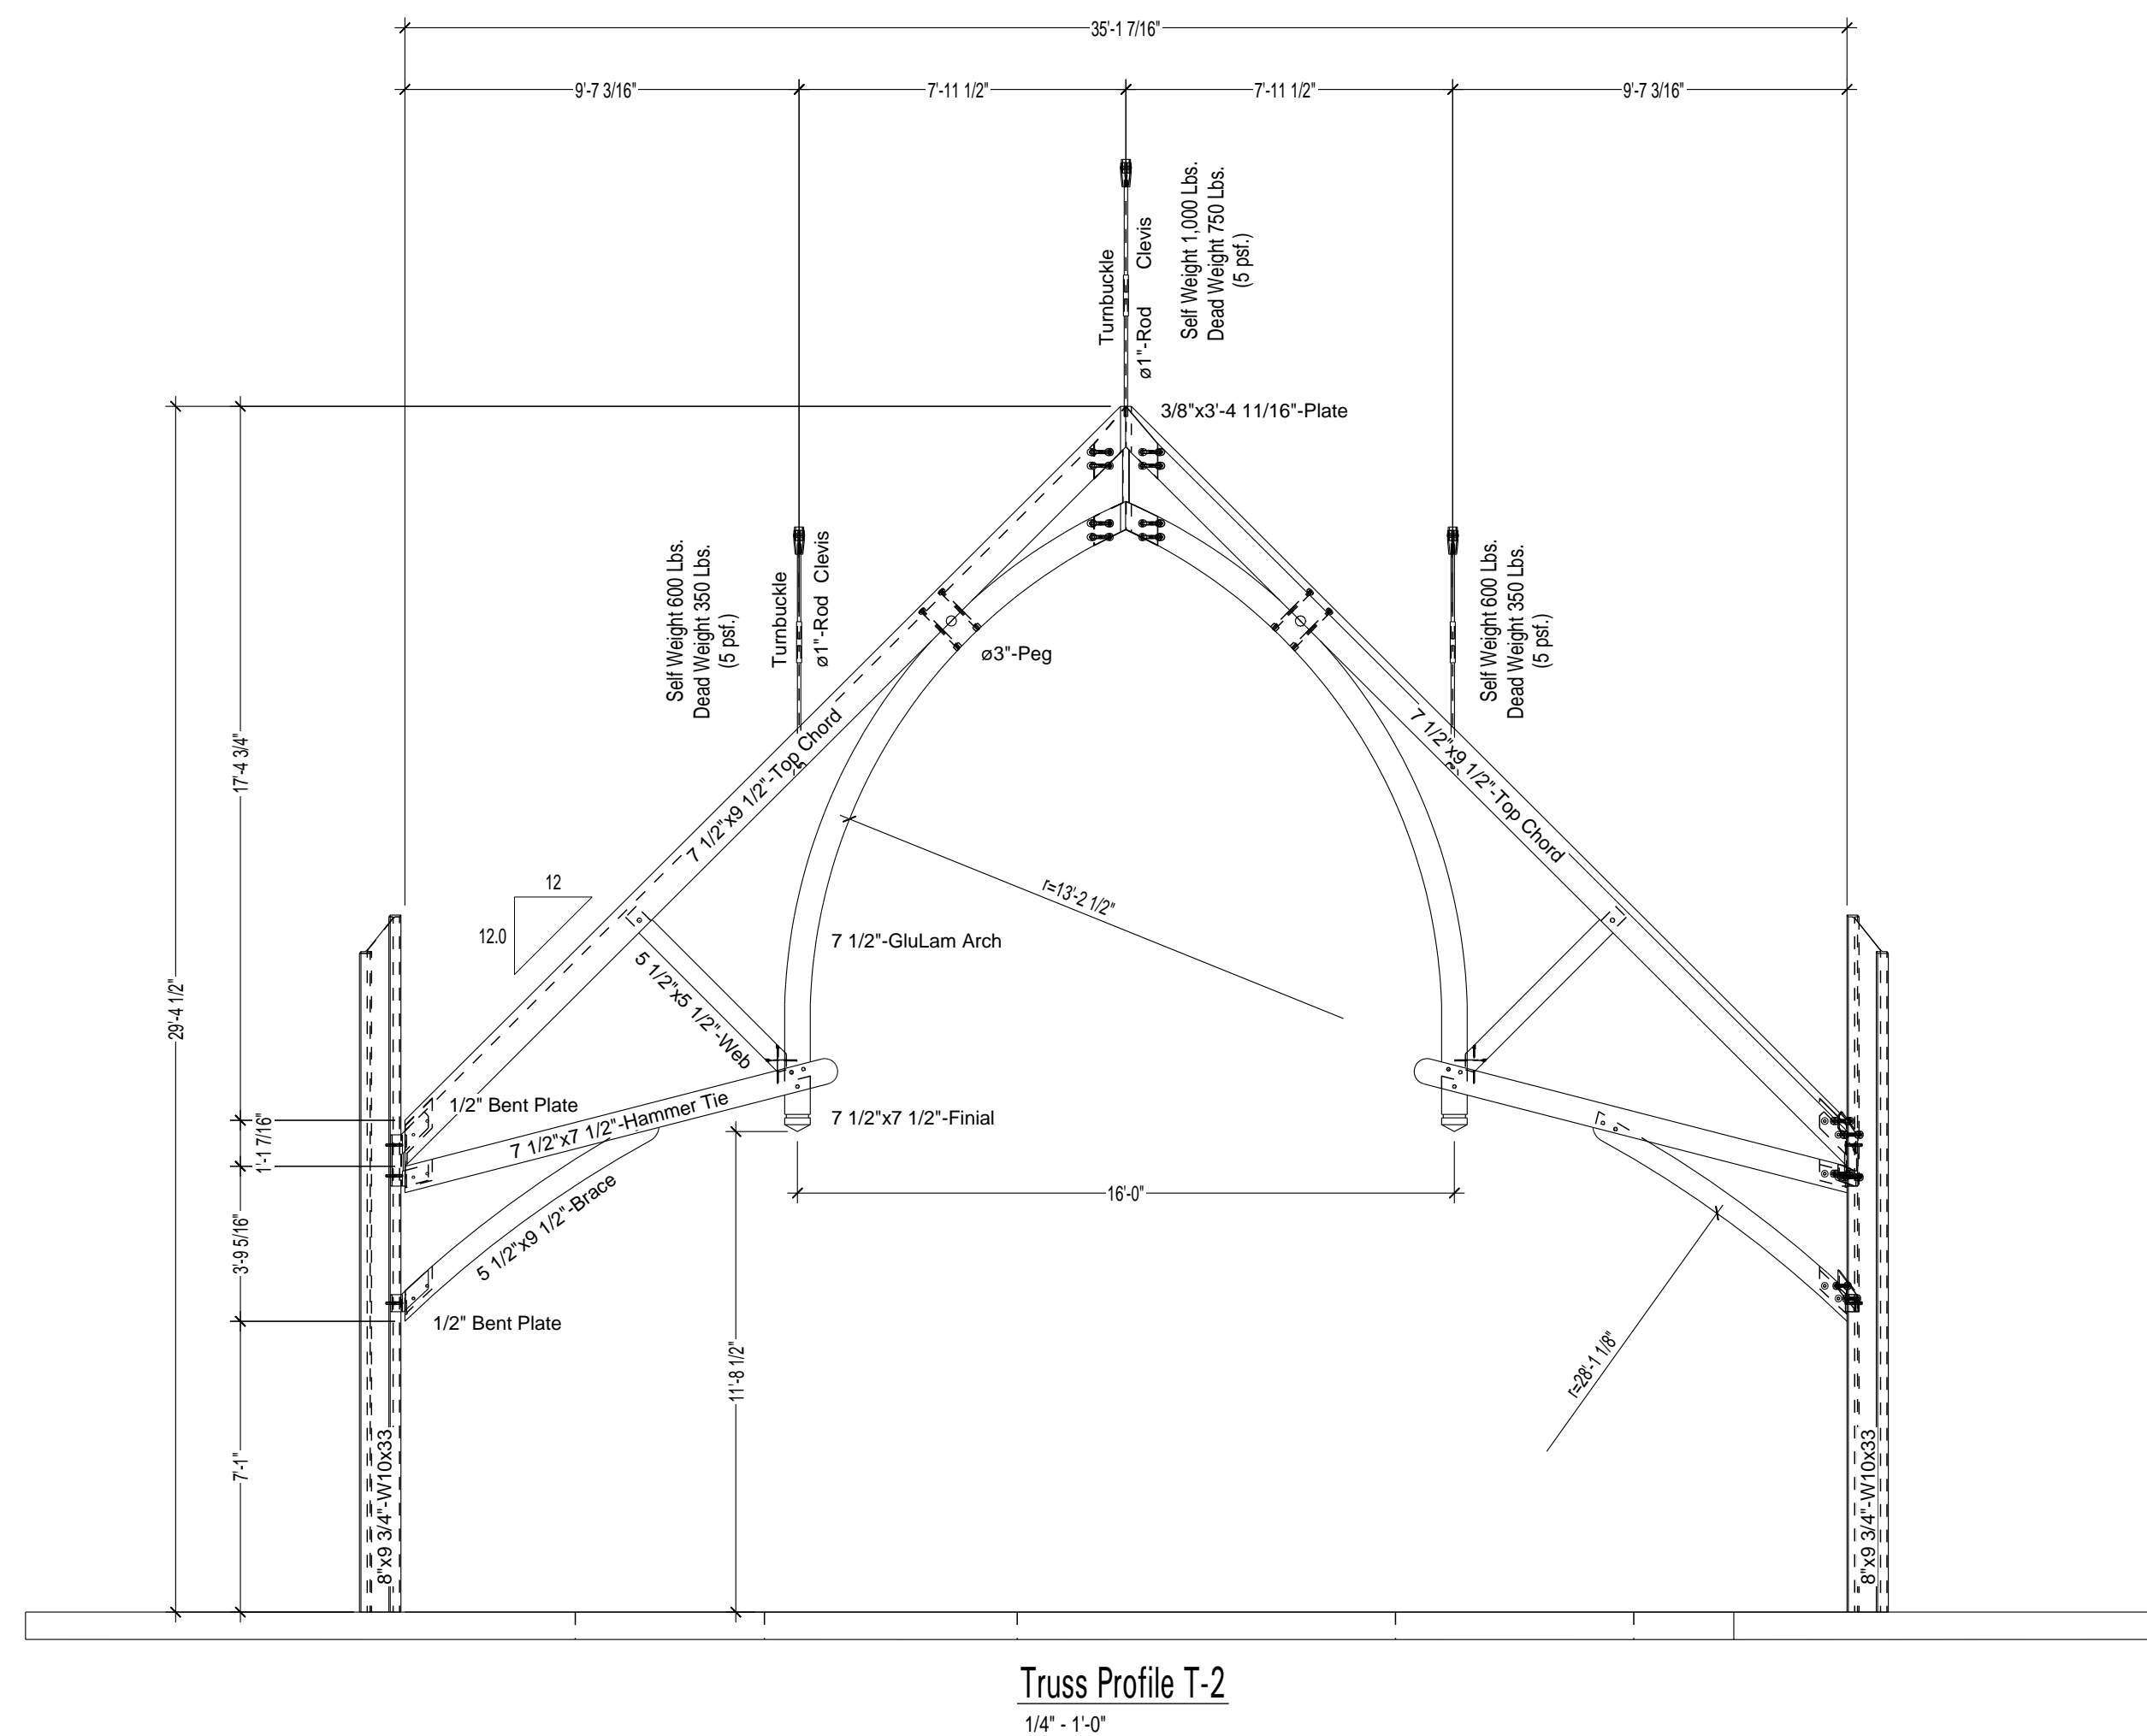 35'-1 7/16"
9'-7 3/16"
7'-11 1/2"
7'-11 1/2"
9'-7 3/16"
Turnbuckle
ø1"-Rod Clevis
Self Weight 1,000 Lbs.
Dead Weight 750 Lbs.
(5 psf.)
3/8"x3'-4 11/16"-Plate
Self Weight 600 Lbs.
Dead Weight 350 Lbs.
(5 psf.)
Turnbuckle
ø1"-Rod Clevis
Self Weight 600 Lbs.
Dead Weight 350 Lbs.
(5 psf.)
ø3"-Peg
17'-4 3/4"
7 1/2"x9 1/2"-Top Chord
7 1/2"x9 1/2"-Top Chord
12
12.0
r=13'-2 1/2"
7 1/2"-GluLam Arch
5 1/2"x5 1/2"-Web
29'-4 1/2"
1/2" Bent Plate
7 1/2"x7 1/2"-Hammer Tie
7 1/2"x7 1/2"-Finial
1'-1 7/16"
16'-0"
3'-9 5/16"
5 1/2"x9 1/2"-Brace
1/2" Bent Plate
11'-8 1/2"
r=28'-1 1/8"
7'-1"
8"x9 3/4"-W10x33
8"x9 3/4"-W10x33
Truss Profile T-2
1/4" - 1'-0"